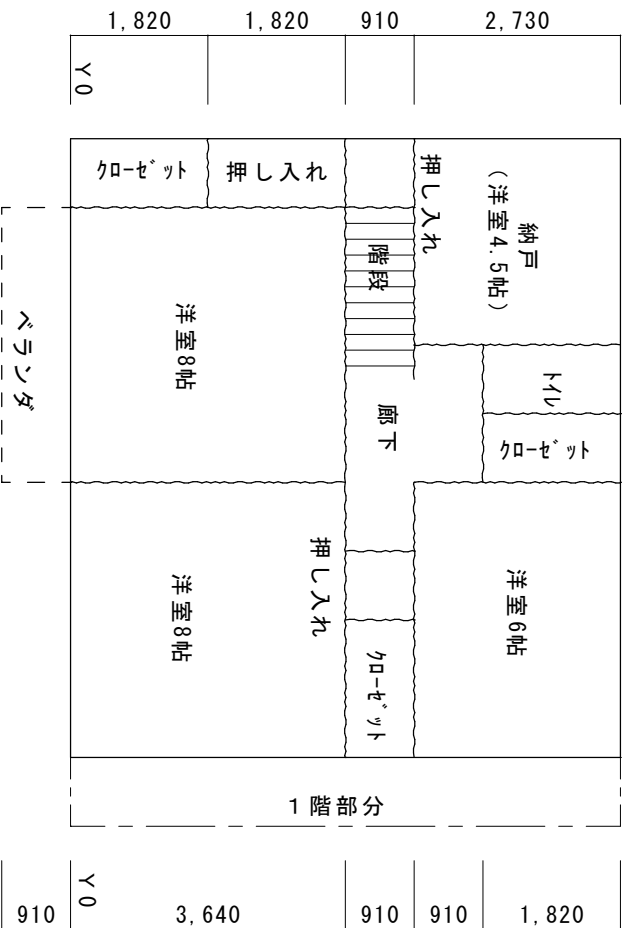 1,820 1,820 910 2,730
Y0
クローゼット 押し入れ 押し入れ 納戸
(洋室4.5帖)
階段
ベランダ
洋室8帖
トイレ
廊下
クローゼット
押し入れ
洋室8帖
洋室6帖
クローゼット
1階部分
Y0
910 3,640 910 910 1,820